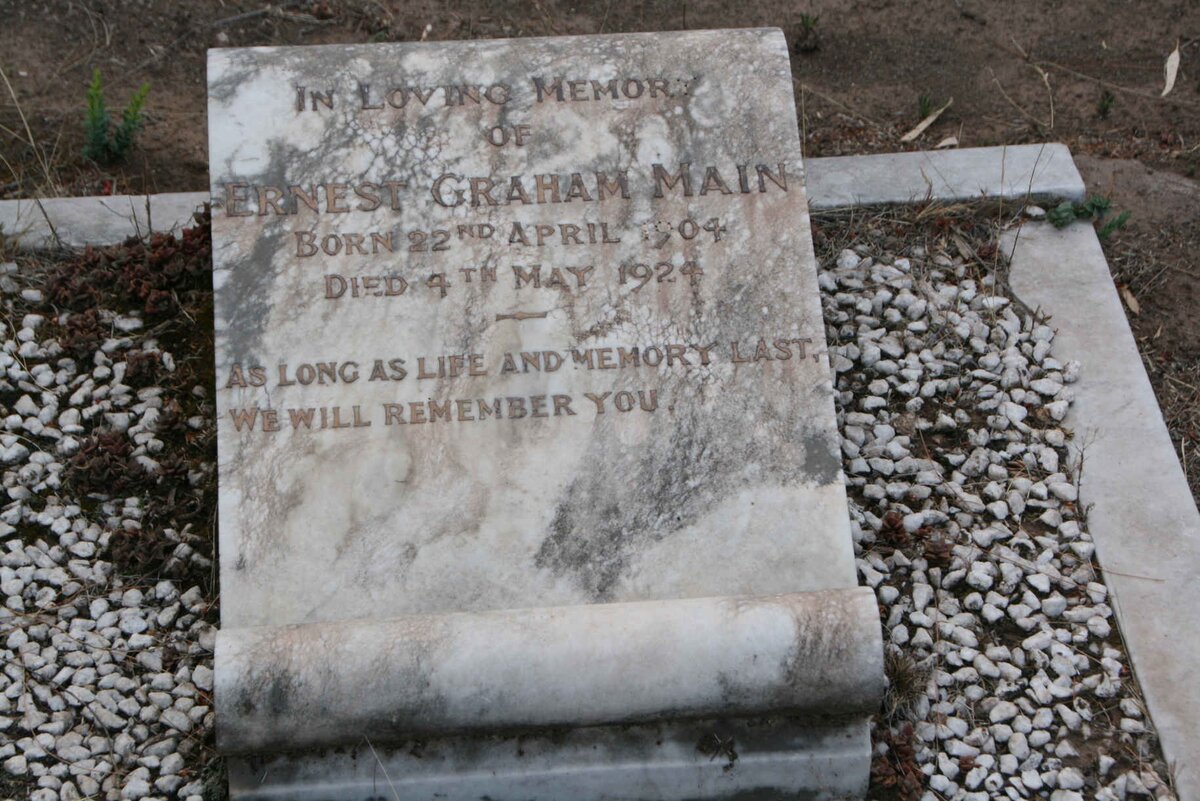 In Loving Memory
of
Ernest Graham Main
Born 22nd April 1904
Died 4th May 1924
AS LONG AS LIFE AND MEMORY LAST,
WE WILL REMEMBER YOU.